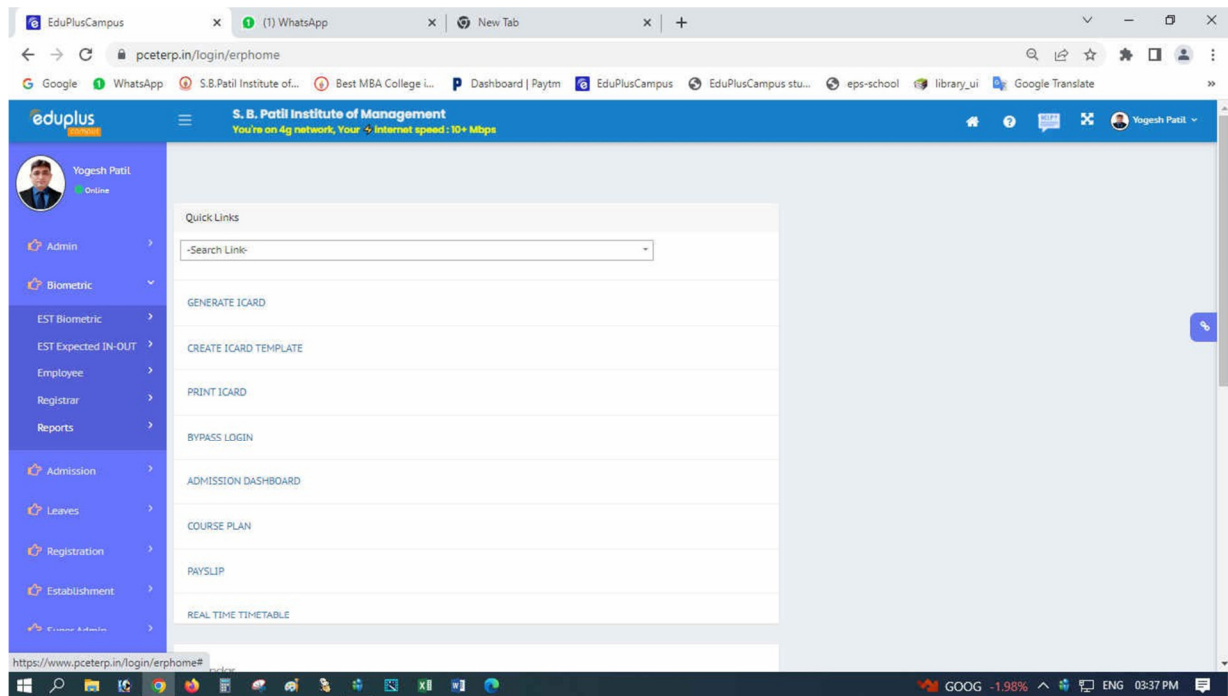 EduPlusCampus
(1) WhatsApp
New Tab
pceterp.in/login/erphome
Google
WhatsApp
S.B.Patil Institute of...
Best MBA College i...
Dashboard | Paytm
EduPlusCampus
EduPlusCampus stu...
eps-school
library_ui
Google Translate
eduplus
campus
S. B. Patil Institute of Management
You're on 4g network, Your internet speed : 10+ Mbps
Yogesh Patil
Yogesh Patil
Online
Admin
Biometric
EST Biometric
EST Expected IN-OUT
Employee
Registrar
Reports
Admission
Leaves
Registration
Establishment
Super Admin
Quick Links
-Search Link-
GENERATE ICARD
CREATE ICARD TEMPLATE
PRINT ICARD
BYPASS LOGIN
ADMISSION DASHBOARD
COURSE PLAN
PAYSLIP
REAL TIME TIMETABLE
https://www.pceterp.in/login/erphome#
GOOG -1.98%
ENG 03:37 PM